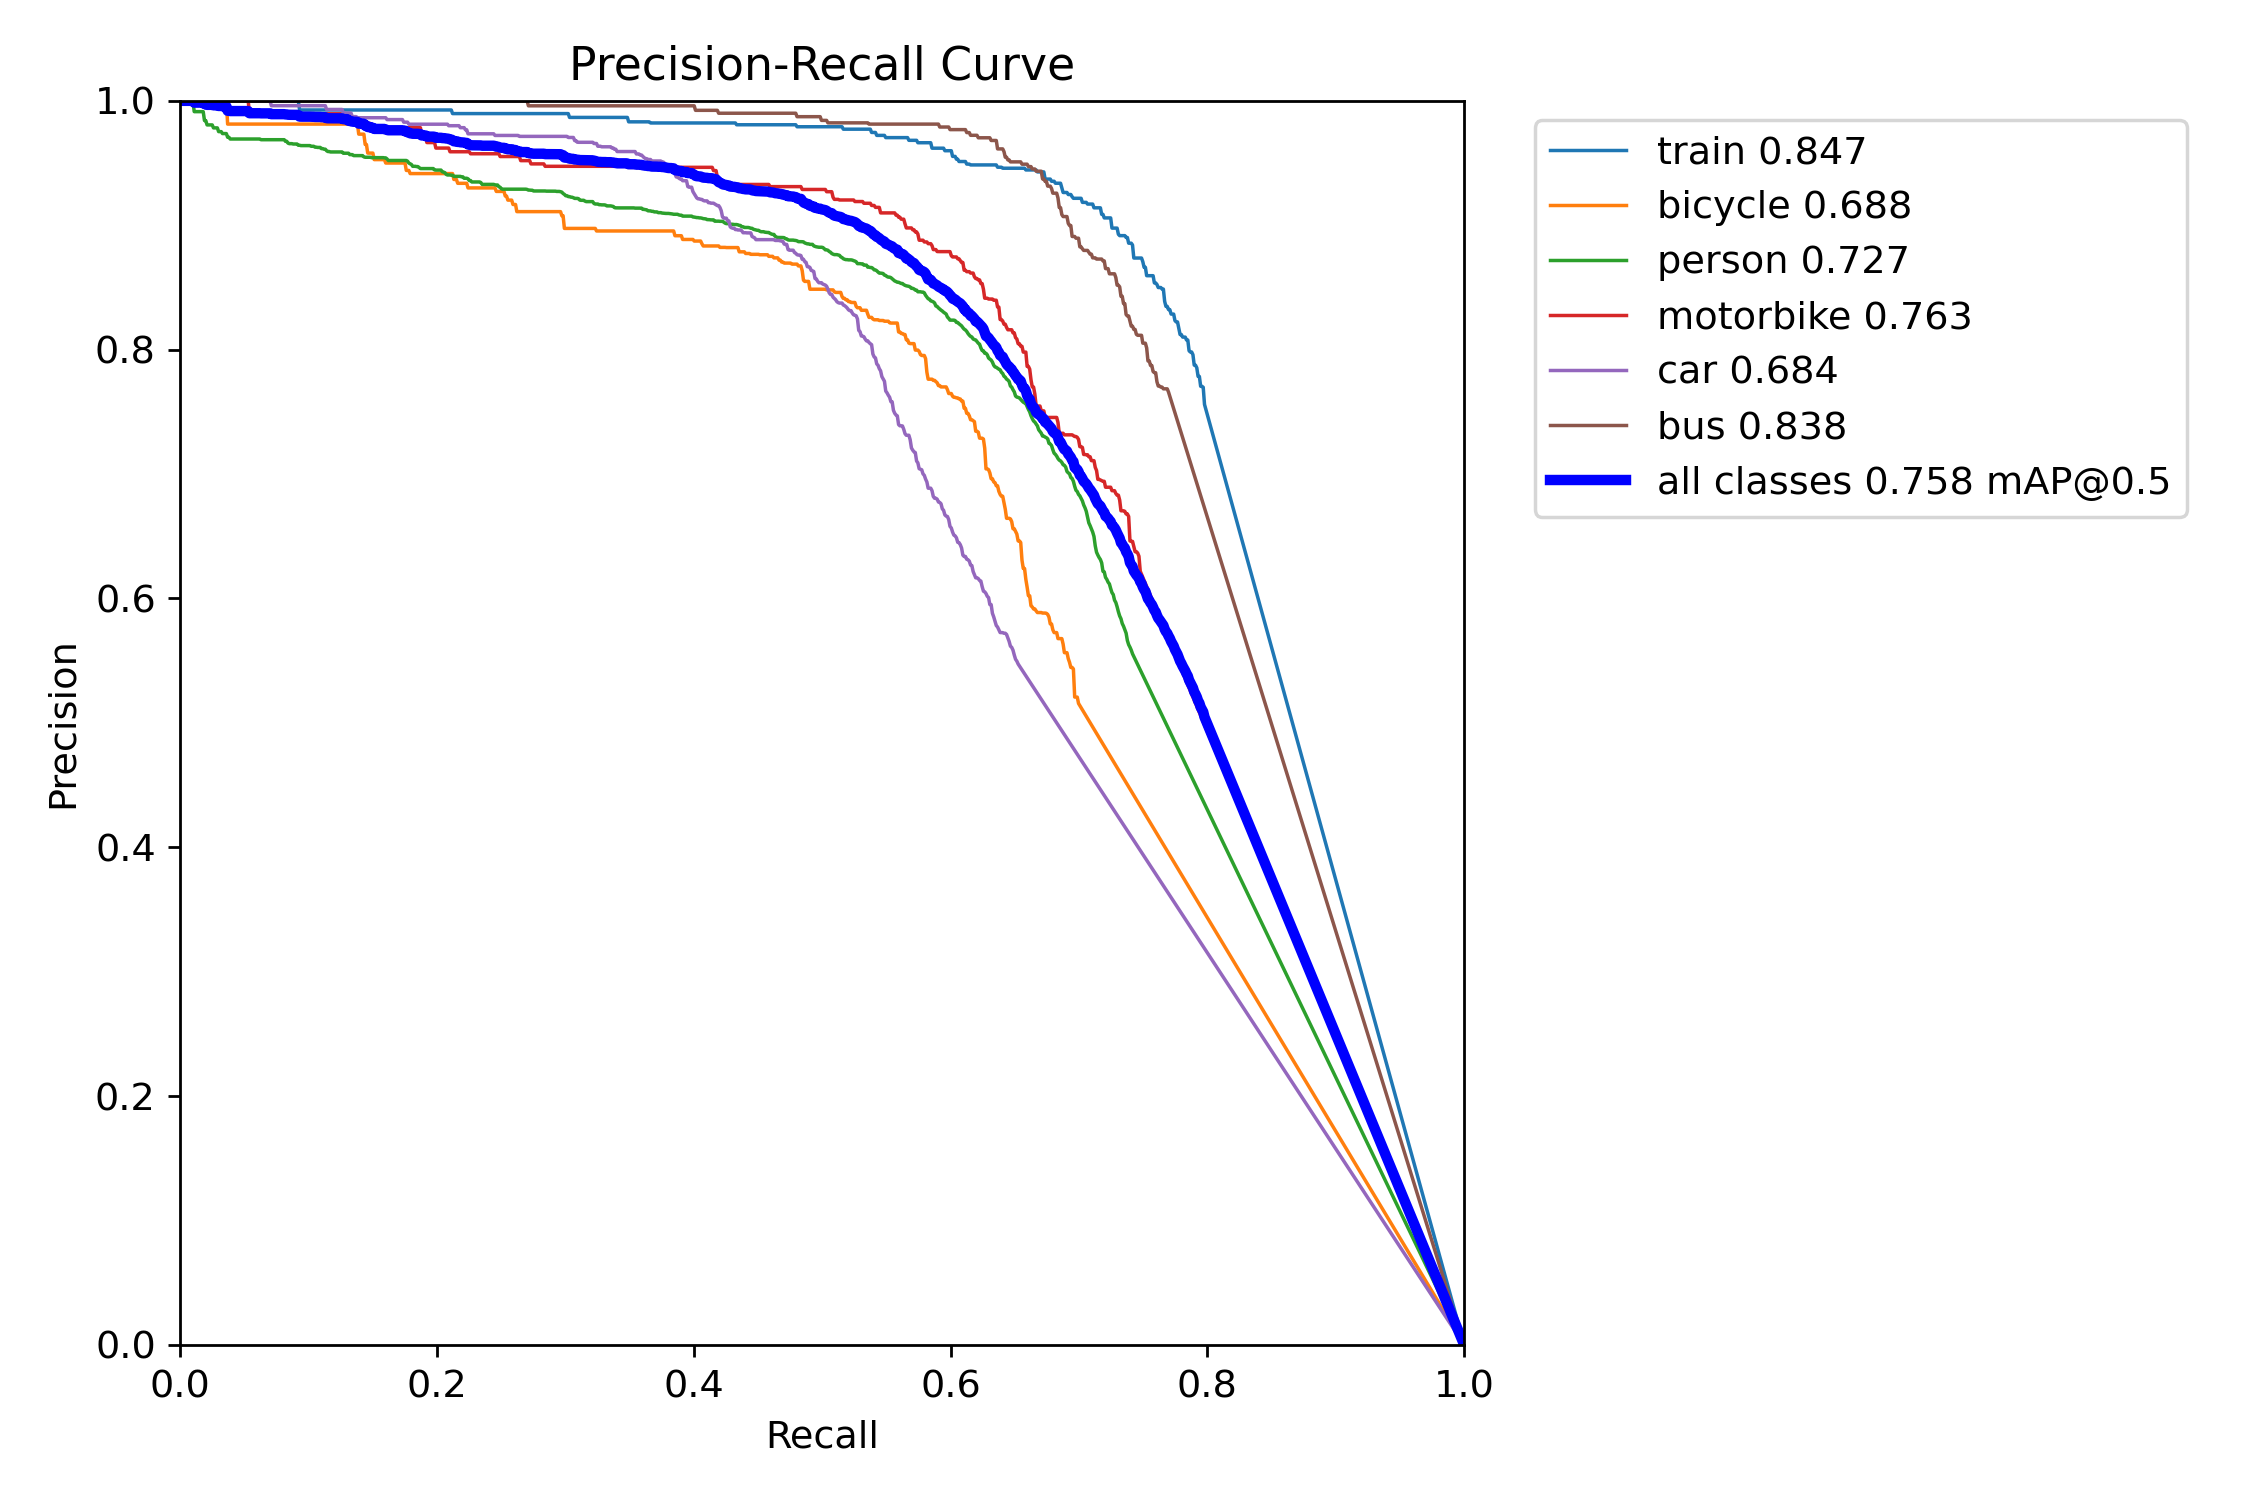 Precision-Recall Curve
1.0
0.8
0.6
0.4
0.2
0.0
Precision
0.0 0.2 0.4 0.6 0.8 1.0
Recall
train 0.847
bicycle 0.688
person 0.727
motorbike 0.763
car 0.684
bus 0.838
all classes 0.758 mAP@0.5